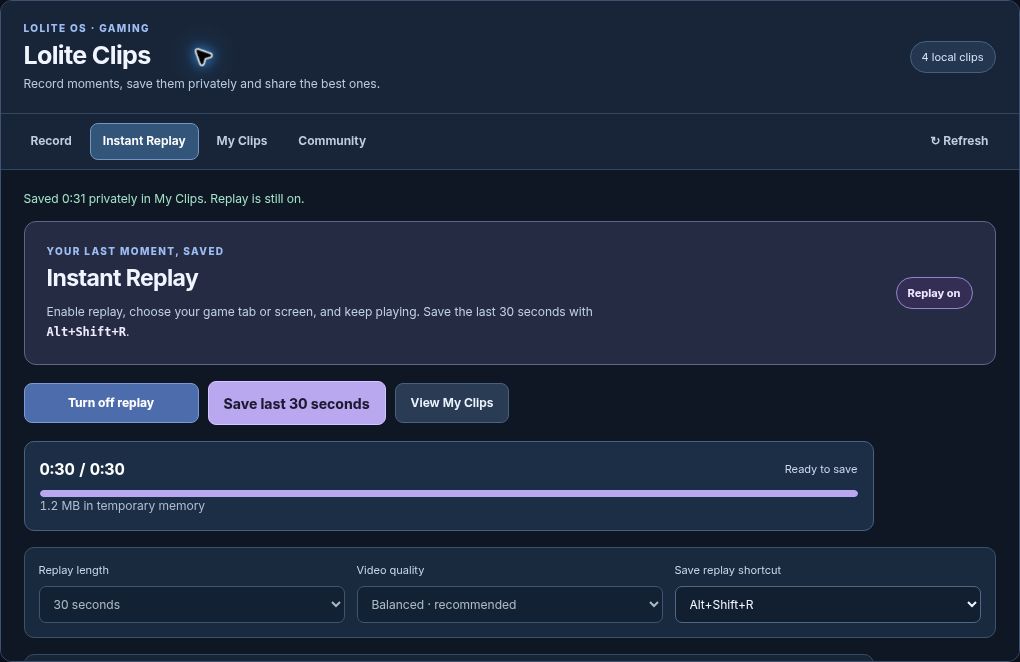 LOLITE OS · GAMING
Lolite Clips
Record moments, save them privately and share the best ones.
4 local clips
Record
Instant Replay
My Clips
Community
↻ Refresh
Saved 0:31 privately in My Clips. Replay is still on.
YOUR LAST MOMENT, SAVED
Instant Replay
Enable replay, choose your game tab or screen, and keep playing. Save the last 30 seconds with
Alt+Shift+R.
Replay on
Turn off replay
Save last 30 seconds
View My Clips
0:30 / 0:30
Ready to save
1.2 MB in temporary memory
Replay length
Video quality
Save replay shortcut
30 seconds
Balanced · recommended
Alt+Shift+R